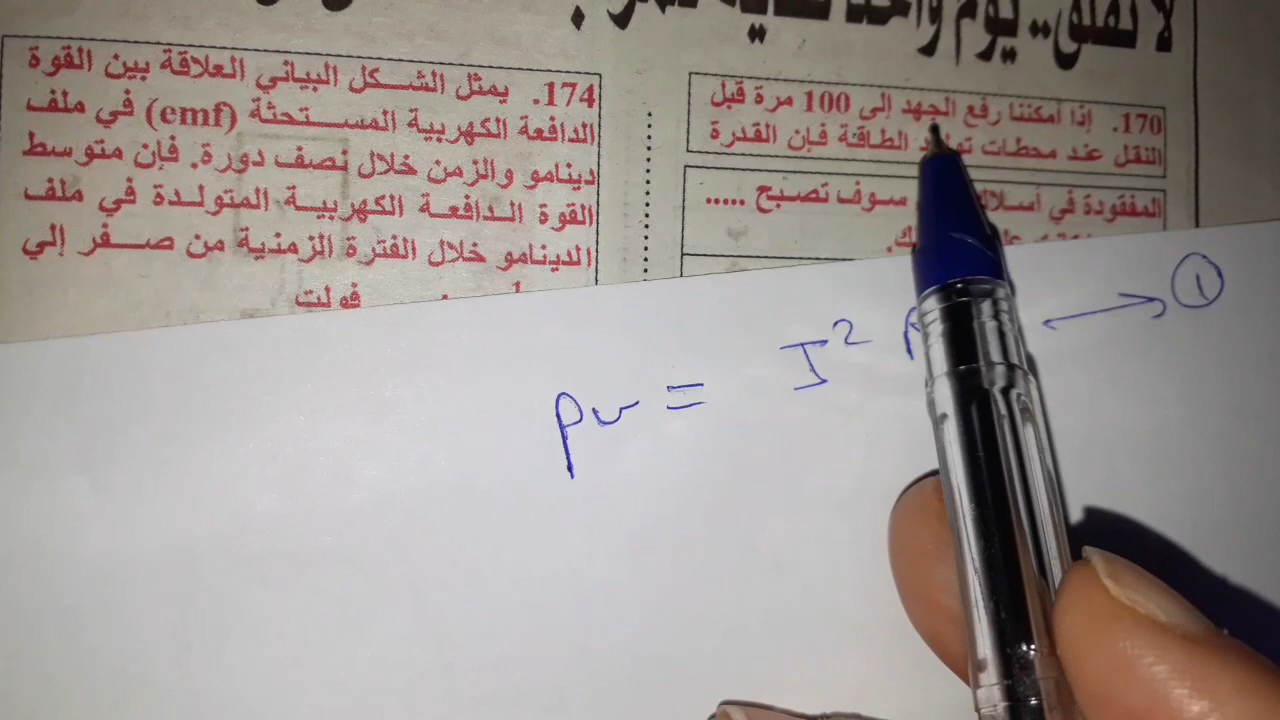 لا تقلق.. يوم واحد
170. إذا أمكننا رفع الجهد إلى 100 مرة قبل
النقل عند محطات الطاقة فإن القدرة
المفقودة في سوف تصبح .....
174. يمثل الشكل البياني العلاقة بين القوة
الدافعة الكهربية المستحثة (emf) في ملف
دينامو والزمن خلال نصف دورة. فإن متوسط
القوة الدافعة الكهربية المتولدة في ملف
الدينامو خلال الفترة الزمنية من صفر إلي
فولت
Pv = I² → ①